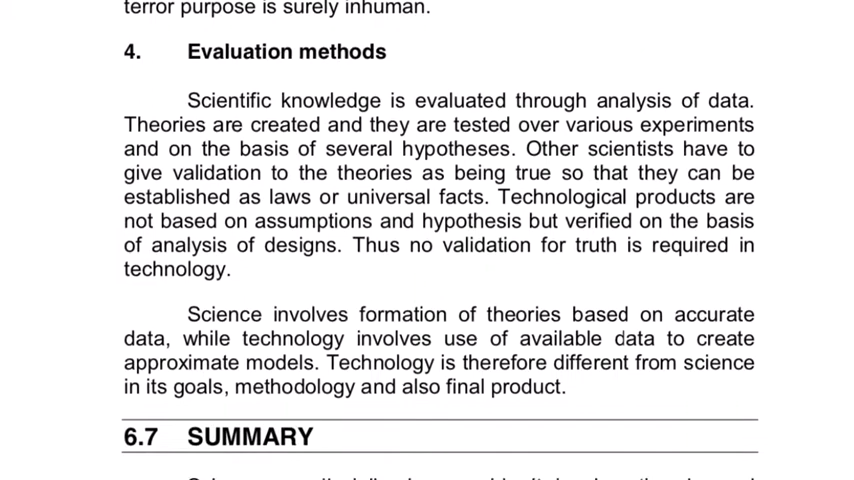 terror purpose is surely inhuman.
4. Evaluation methods
Scientific knowledge is evaluated through analysis of data.
Theories are created and they are tested over various experiments
and on the basis of several hypotheses. Other scientists have to
give validation to the theories as being true so that they can be
established as laws or universal facts. Technological products are
not based on assumptions and hypothesis but verified on the basis
of analysis of designs. Thus no validation for truth is required in
technology.
Science involves formation of theories based on accurate
data, while technology involves use of available data to create
approximate models. Technology is therefore different from science
in its goals, methodology and also final product.
6.7 SUMMARY